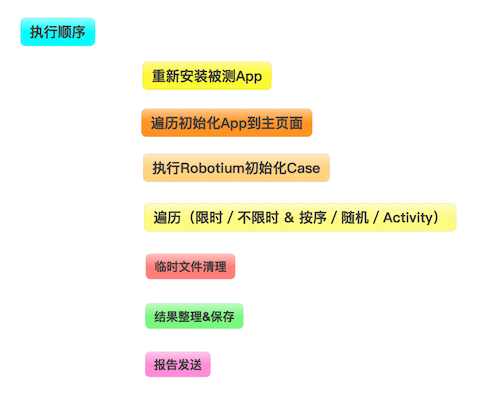 执行顺序
重新安装被测App
遍历初始化App到主页面
执行Robotium初始化Case
遍历（限时 / 不限时 & 按序 / 随机 / Activity）
临时文件清理
结果整理&保存
报告发送